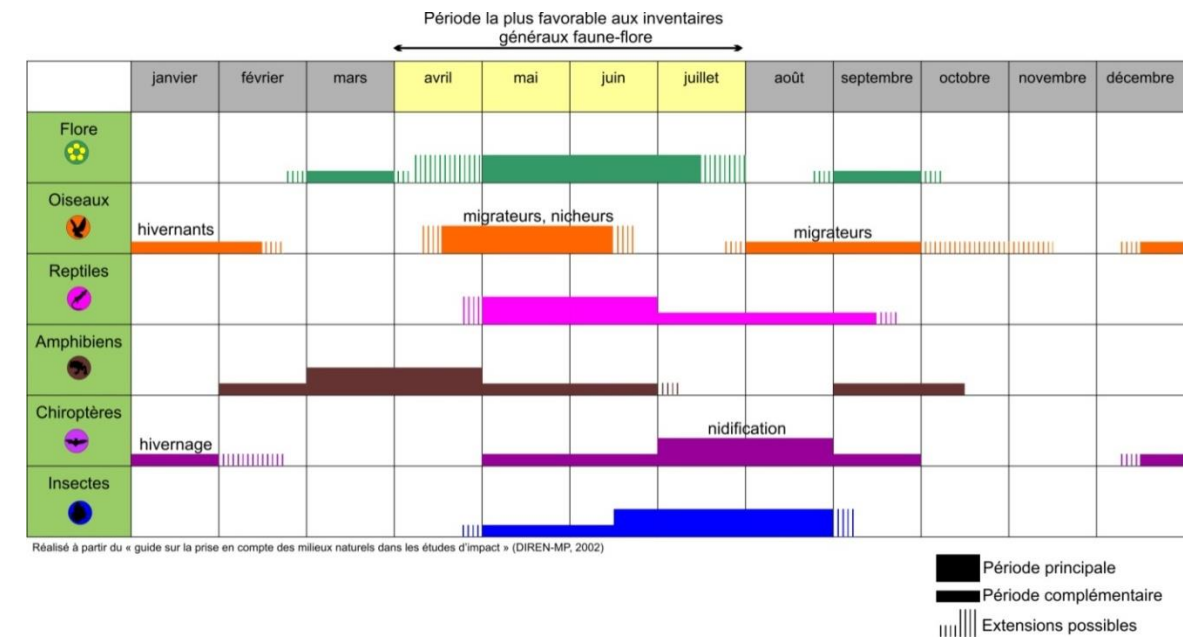 Période la plus favorable aux inventaires
généraux faune-flore
janvier février mars avril mai juin juillet août septembre octobre novembre décembre
Flore
Oiseaux
hivernants
migrateurs, nicheurs
migrateurs
Reptiles
Amphibiens
Chiroptères
hivernage
nidification
Insectes
Réalisé à partir du « guide sur la prise en compte des milieux naturels dans les études d'impact » (DIREN-MP, 2002)
Période principale
Période complémentaire
Extensions possibles